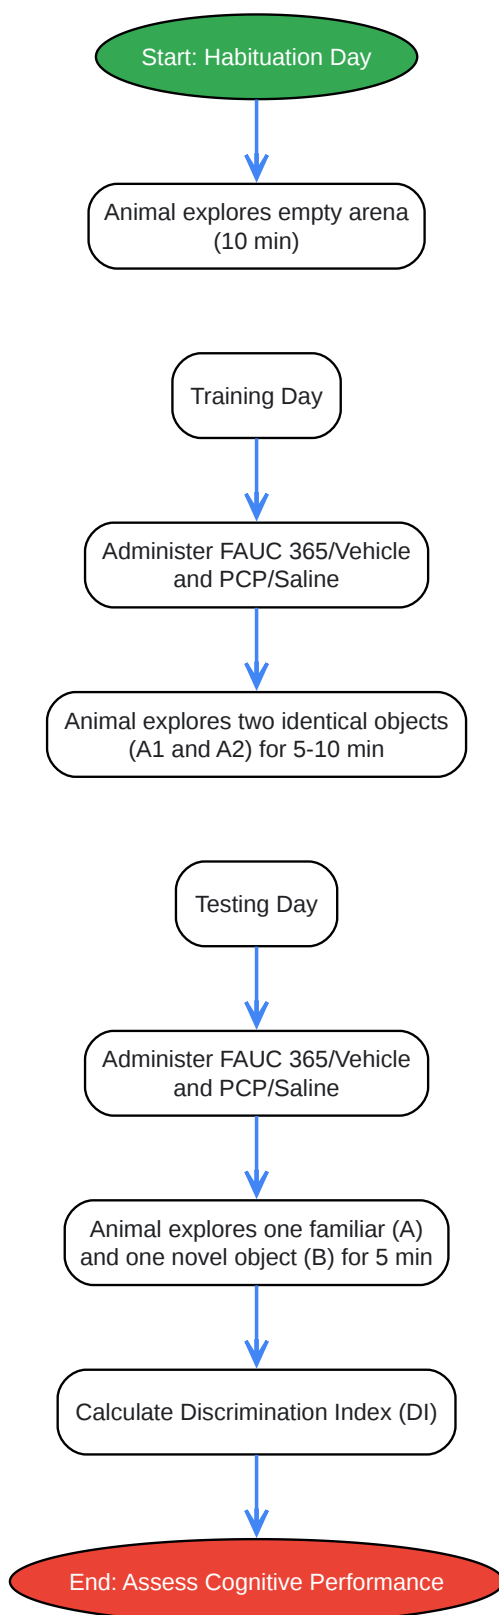 Start: Habituation Day
Animal explores empty arena
(10 min)
Training Day
Administer FAUC 365/Vehicle
and PCP/Saline
Animal explores two identical objects
(A1 and A2) for 5-10 min
Testing Day
Administer FAUC 365/Vehicle
and PCP/Saline
Animal explores one familiar (A)
and one novel object (B) for 5 min
Calculate Discrimination Index (DI)
End: Assess Cognitive Performance